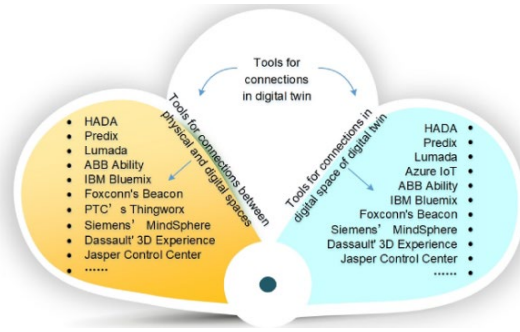 Tools for
connections
in digital twin
Tools for connections between
physical and digital spaces
HADA
Predix
Lumada
ABB Ability
IBM Bluemix
Foxconn's Beacon
PTC’s Thingworx
Siemens’ MindSphere
Dassault' 3D Experience
Jasper Control Center
······
Tools for connections in
digital space of digital twin
HADA
Predix
Lumada
Azure IoT
ABB Ability
IBM Bluemix
Foxconn's Beacon
Siemens’ MindSphere
Dassault' 3D Experience
Jasper Control Center
······